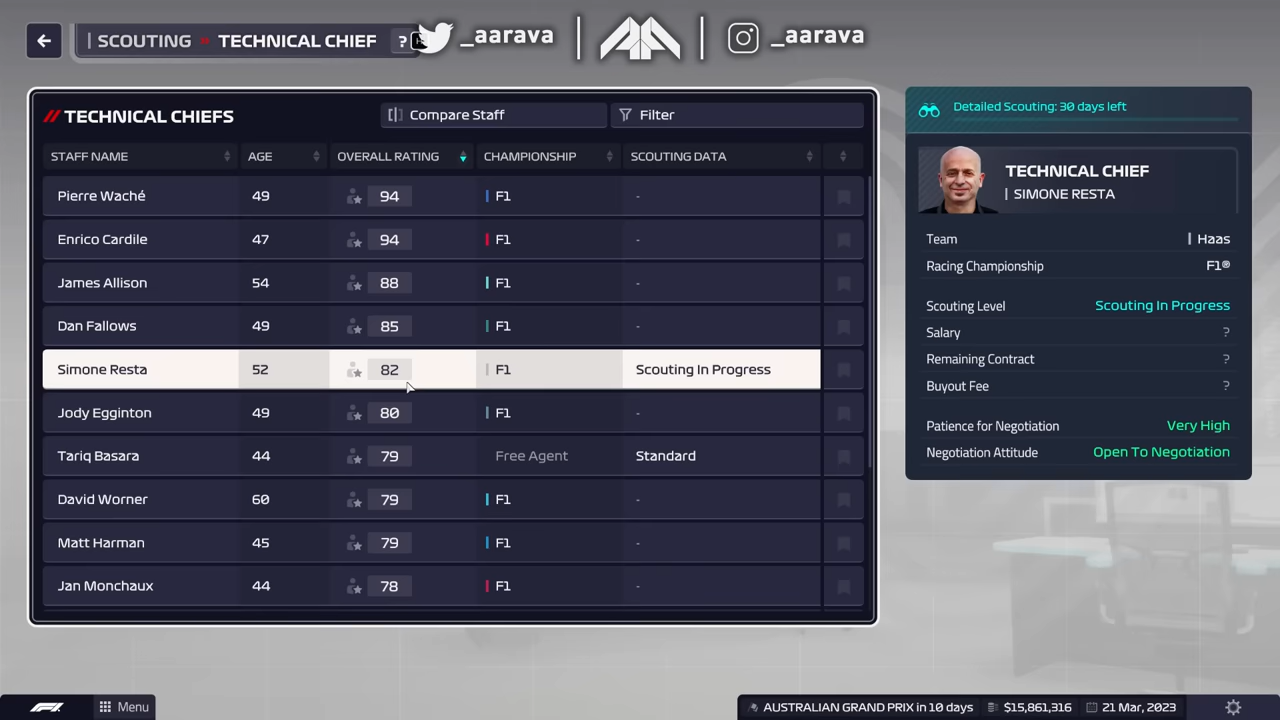 SCOUTING TECHNICAL CHIEF ?
_aarava
_aarava
TECHNICAL CHIEFS
Compare Staff
Filter
STAFF NAME AGE OVERALL RATING CHAMPIONSHIP SCOUTING DATA
Pierre Waché 49 94 F1 -
Enrico Cardile 47 94 F1 -
James Allison 54 88 F1 -
Dan Fallows 49 85 F1 -
Simone Resta 52 82 F1 Scouting In Progress
Jody Egginton 49 80 F1 -
Tariq Basara 44 79 Free Agent Standard
David Worner 60 79 F1 -
Matt Harman 45 79 F1 -
Jan Monchaux 44 78 F1 -
Detailed Scouting: 30 days left
TECHNICAL CHIEF
SIMONE RESTA
Team Haas
Racing Championship F1®
Scouting Level Scouting In Progress
Salary ?
Remaining Contract ?
Buyout Fee ?
Patience for Negotiation Very High
Negotiation Attitude Open To Negotiation
Menu
AUSTRALIAN GRAND PRIX in 10 days $15,861,316 21 Mar, 2023